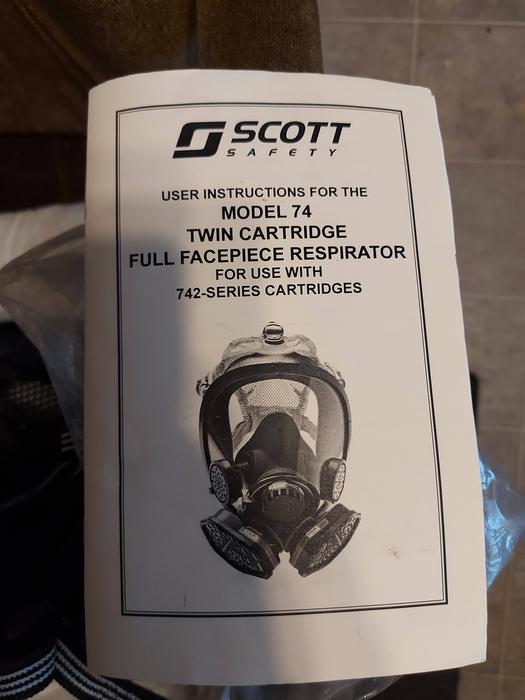 SCOTT
SAFETY
USER INSTRUCTIONS FOR THE
MODEL 74
TWIN CARTRIDGE
FULL FACEPIECE RESPIRATOR
FOR USE WITH
742-SERIES CARTRIDGES